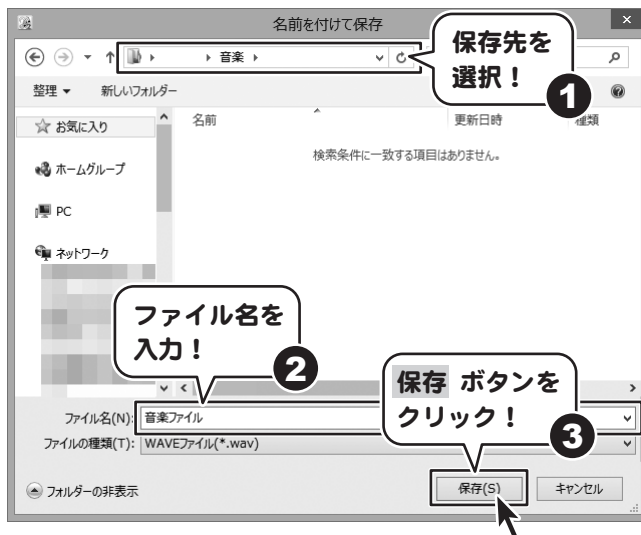 名前を付けて保存
音楽
保存先を
選択！
1
整理 新しいフォルダー
お気に入り
名前 更新日時 種類
検索条件に一致する項目はありません。
ホームグループ
PC
ネットワーク
ファイル名を
入力！
2
保存 ボタンを
クリック！
3
ファイル名(N): 音楽ファイル
ファイルの種類(T): WAVEファイル(*.wav)
フォルダーの非表示
保存(S) キャンセル